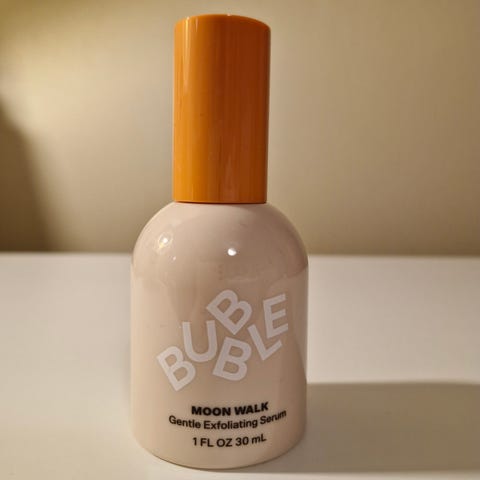 BUBBLE
MOON WALK
Gentle Exfoliating Serum
1 FL OZ 30 mL